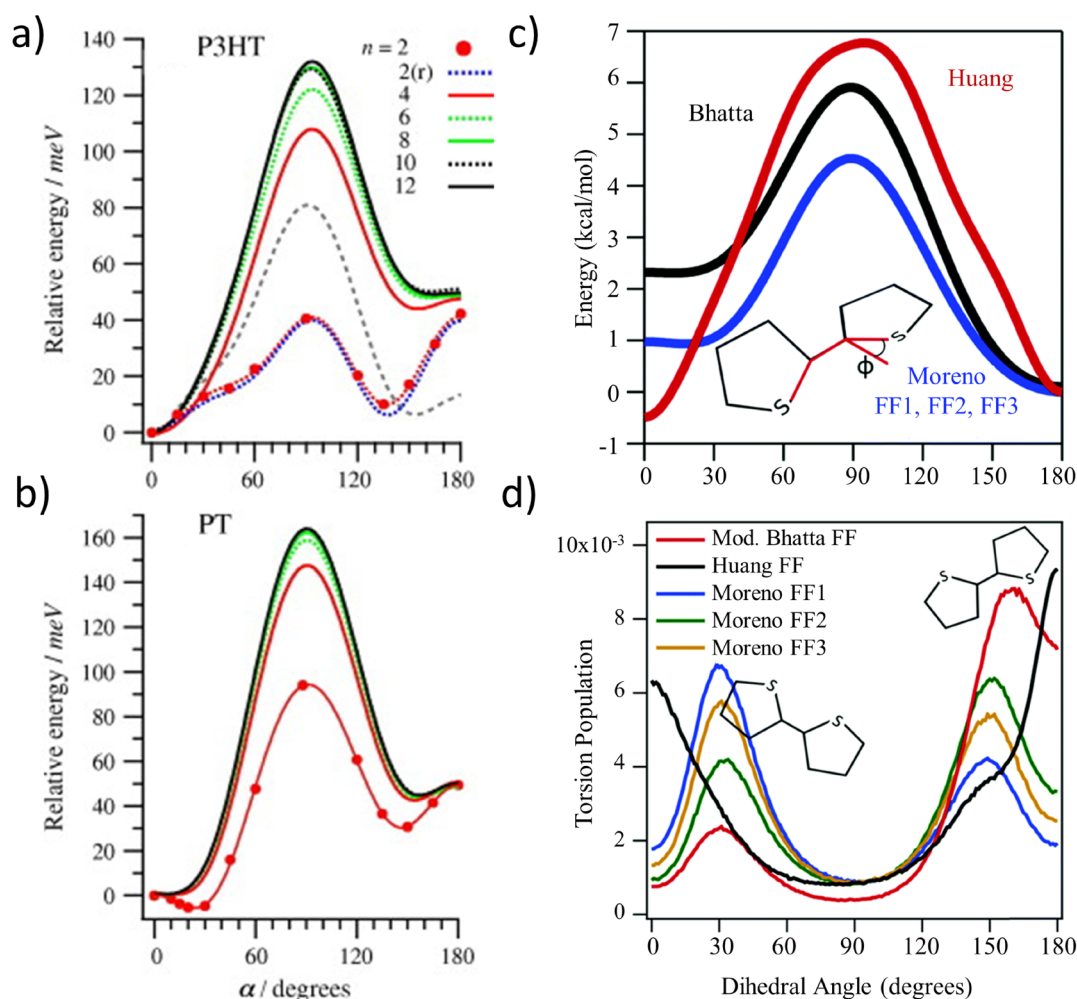 a)
P3HT
n = 2
2(r)
4
6
8
10
12
140
120
100
80
60
40
20
0
Relative energy / meV
0 60 120 180
b)
PT
160
140
120
100
80
60
40
20
0
Relative energy / meV
0 60 120 180
α / degrees
c)
7
6
5
4
3
2
1
0
-1
Energy (kcal/mol)
Huang
Bhatta
S
S
ϕ
Moreno
FF1, FF2, FF3
0 30 60 90 120 150 180
d)
10x10⁻³
8
6
4
2
0
Torsion Population
Mod. Bhatta FF
Huang FF
Moreno FF1
Moreno FF2
Moreno FF3
S
S
S
S
0 30 60 90 120 150 180
Dihedral Angle (degrees)